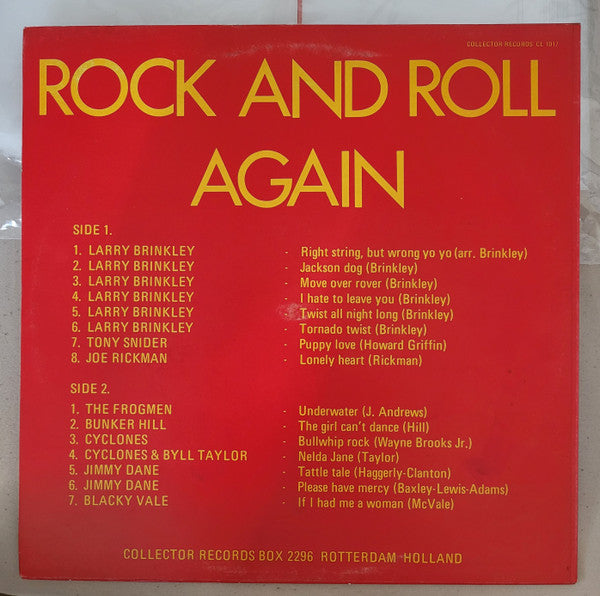 COLLECTOR RECORDS CL 1017
ROCK AND ROLL
AGAIN
SIDE 1.
1. LARRY BRINKLEY - Right string, but wrong yo yo (arr. Brinkley)
2. LARRY BRINKLEY - Jackson dog (Brinkley)
3. LARRY BRINKLEY - Move over rover (Brinkley)
4. LARRY BRINKLEY - I hate to leave you (Brinkley)
5. LARRY BRINKLEY - Twist all night long (Brinkley)
6. LARRY BRINKLEY - Tornado twist (Brinkley)
7. TONY SNIDER - Puppy love (Howard Griffin)
8. JOE RICKMAN - Lonely heart (Rickman)
SIDE 2.
1. THE FROGMEN - Underwater (J. Andrews)
2. BUNKER HILL - The girl can't dance (Hill)
3. CYCLONES - Bullwhip rock (Wayne Brooks Jr.)
4. CYCLONES & BYLL TAYLOR - Nelda Jane (Taylor)
5. JIMMY DANE - Tattle tale (Haggerly-Clanton)
6. JIMMY DANE - Please have mercy (Baxley-Lewis-Adams)
7. BLACKY VALE - If I had me a woman (McVale)
COLLECTOR RECORDS BOX 2296 ROTTERDAM HOLLAND